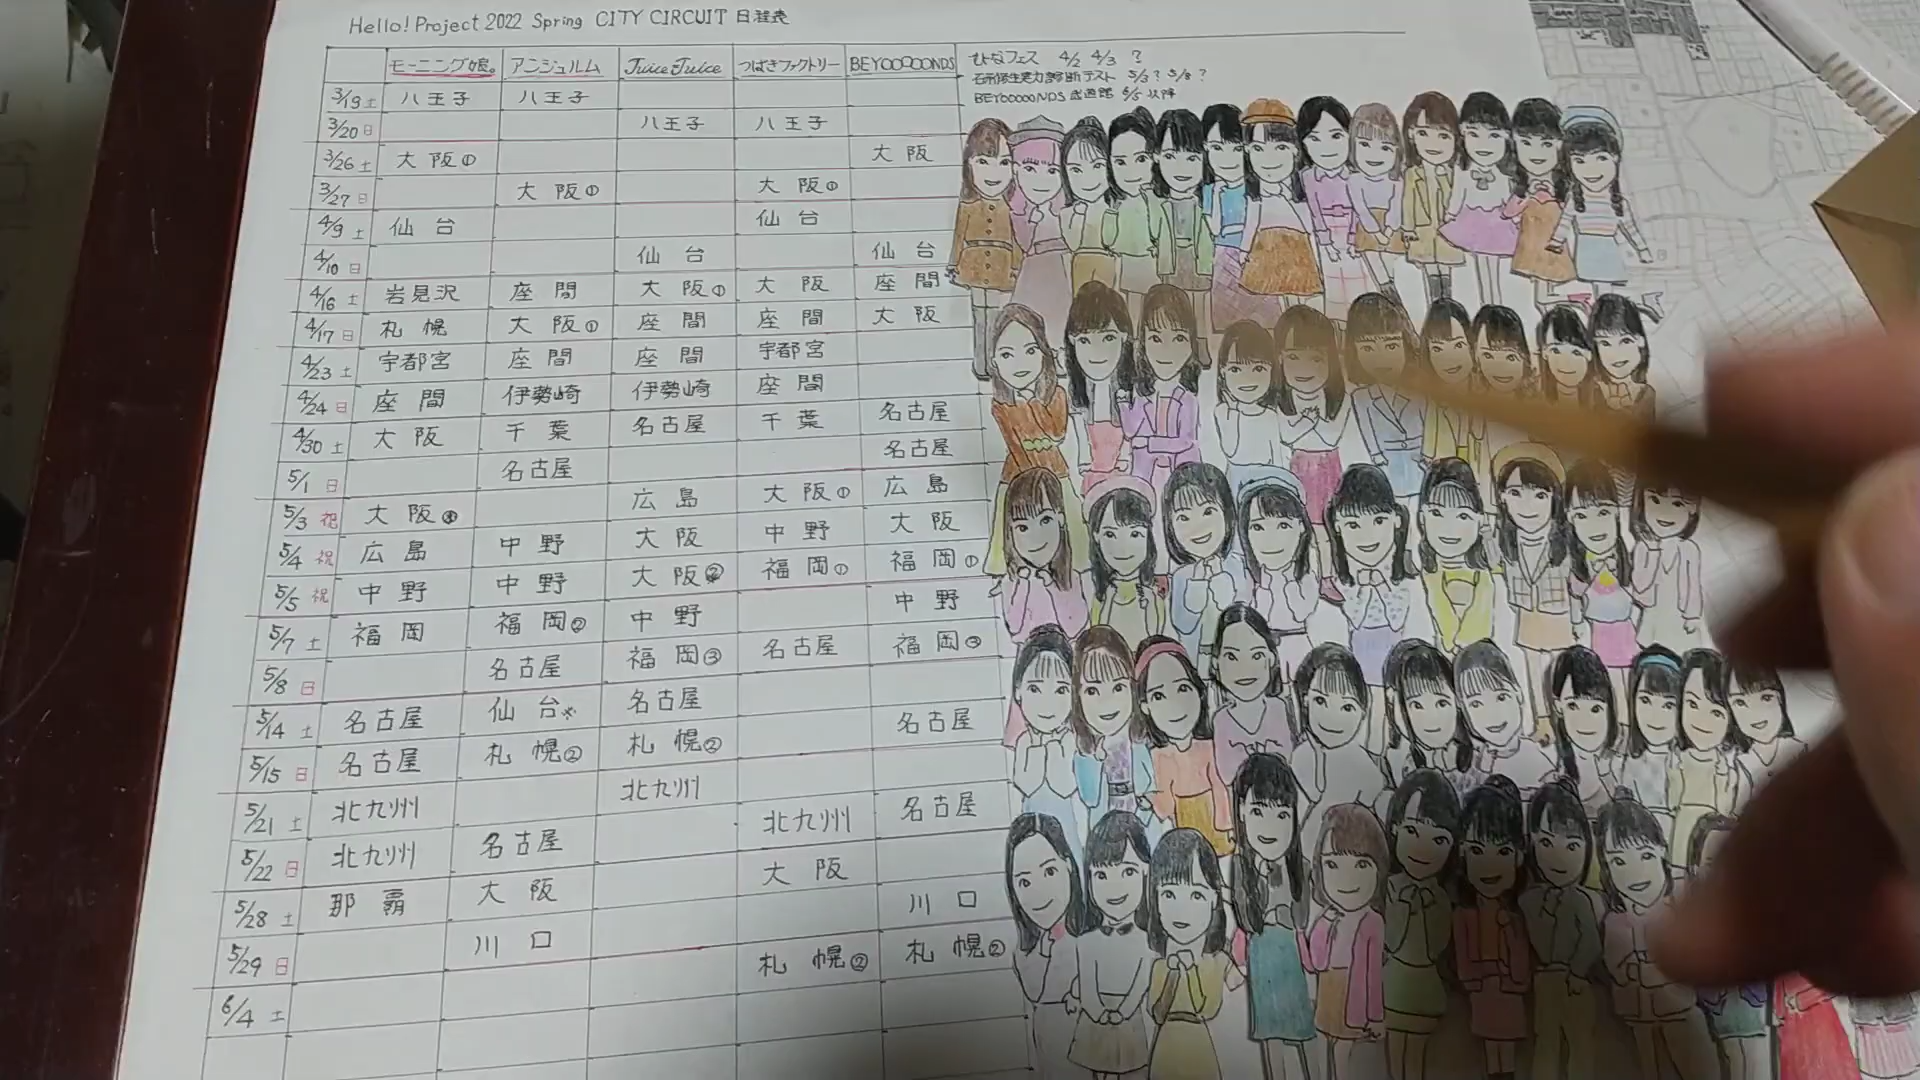 Hello! Project 2022 Spring CITY CIRCUIT 日程表
モーニング娘。 アンジュルム Juice=Juice つばきファクトリー BEYOOOOONDS
ひなフェス 4/2 4/3 ?
研修生実力診断テスト 5/3? 5/8?
BEYOOOOONDS 武道館
3/19 土 八王子 八王子
3/20 日 八王子 八王子
3/26 土 大阪① 大阪
3/27 日 大阪① 大阪①
4/9 土 仙台 仙台
4/10 日 仙台 仙台
4/16 土 岩見沢 座間 大阪① 大阪 座間
4/17 日 札幌 大阪① 座間 座間 大阪
4/23 土 宇都宮 座間 座間 宇都宮
4/24 日 座間 伊勢崎 伊勢崎 座間
4/30 土 大阪 千葉 名古屋 千葉 名古屋
5/1 日 名古屋 名古屋
5/3 祝 大阪 広島 大阪① 広島
5/4 祝 広島 中野 大阪 中野 大阪
5/5 祝 中野 中野 大阪② 福岡① 福岡①
5/7 土 福岡 福岡② 中野 中野
5/8 日 名古屋 福岡③ 名古屋 福岡③
5/14 土 名古屋 仙台※ 名古屋
5/15 日 名古屋 札幌② 札幌② 名古屋
5/21 土 北九州 北九州
5/22 日 北九州 名古屋 北九州 名古屋
5/28 土 那覇 大阪 大阪
5/29 日 川口 川口
6/4 土 札幌② 札幌②